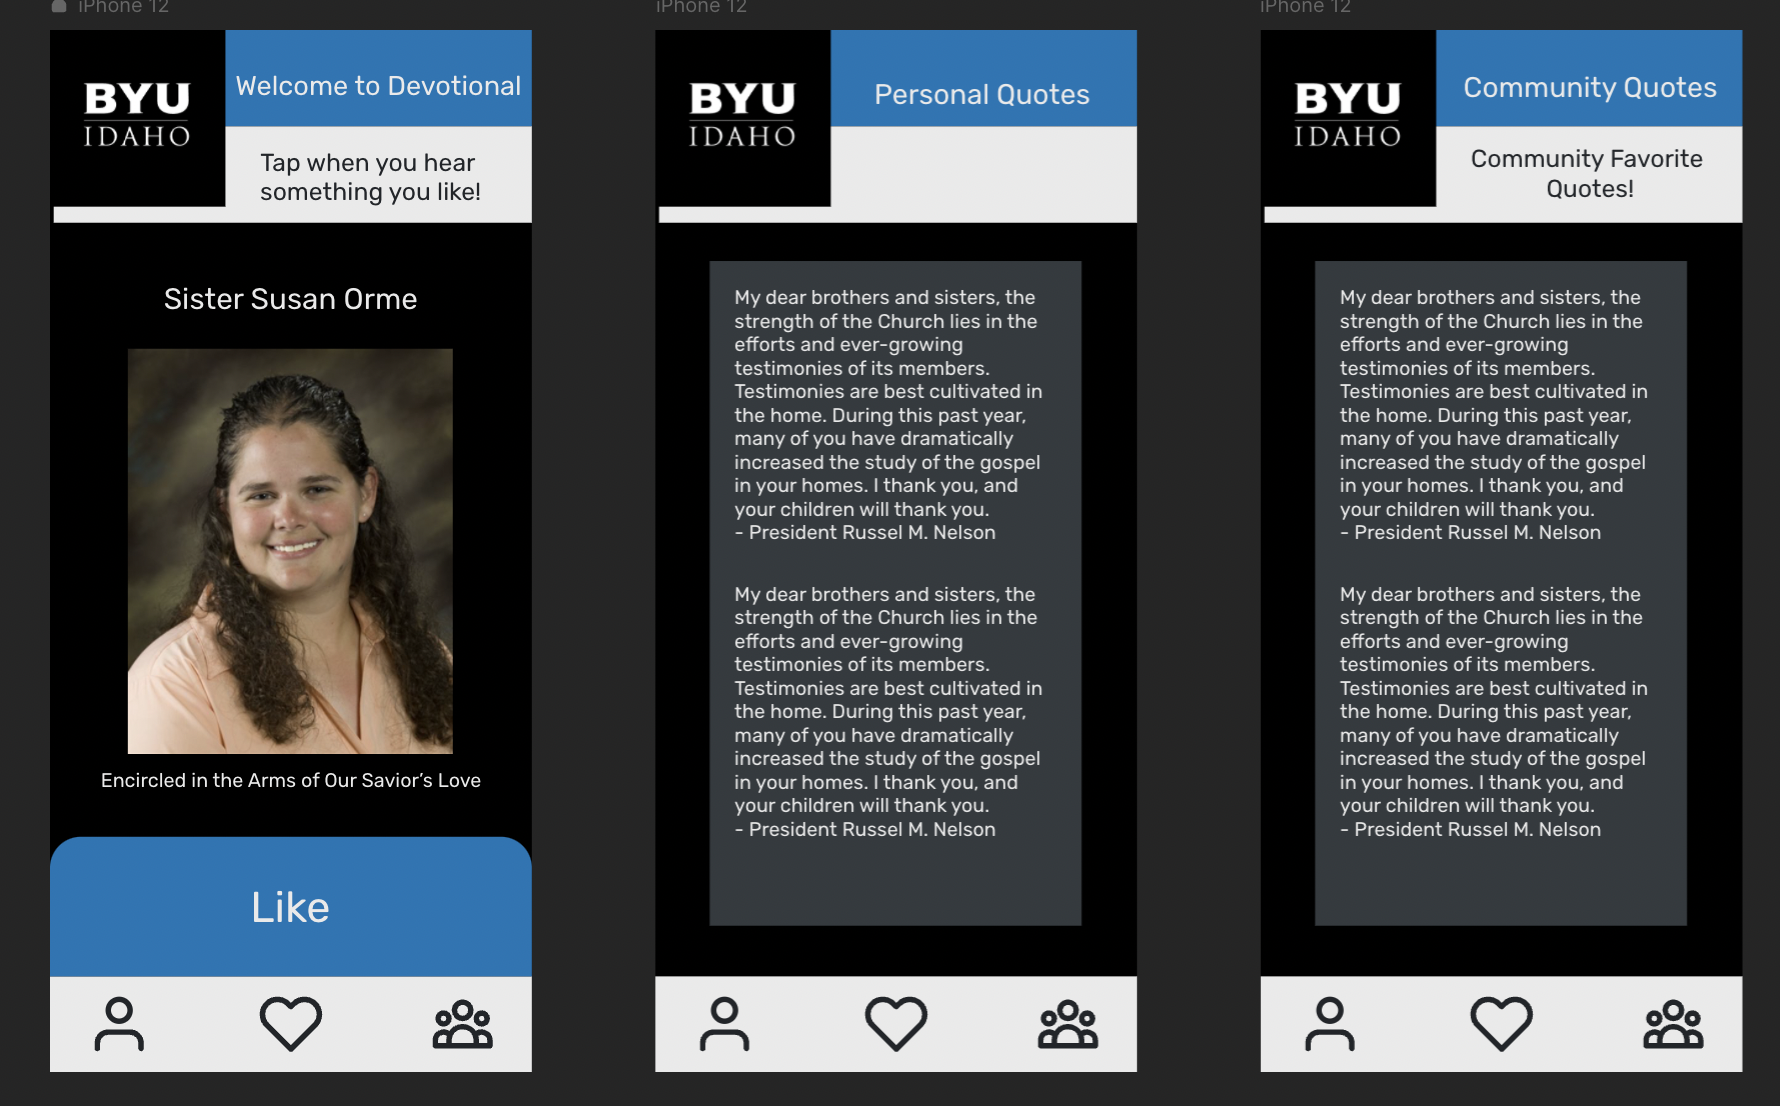 iPhone 12
BYU
IDAHO
Welcome to Devotional
Tap when you hear
something you like!
Sister Susan Orme
Encircled in the Arms of Our Savior’s Love
Like
iPhone 12
BYU
IDAHO
Personal Quotes
My dear brothers and sisters, the
strength of the Church lies in the
efforts and ever-growing
testimonies of its members.
Testimonies are best cultivated in
the home. During this past year,
many of you have dramatically
increased the study of the gospel
in your homes. I thank you, and
your children will thank you.
- President Russel M. Nelson
My dear brothers and sisters, the
strength of the Church lies in the
efforts and ever-growing
testimonies of its members.
Testimonies are best cultivated in
the home. During this past year,
many of you have dramatically
increased the study of the gospel
in your homes. I thank you, and
your children will thank you.
- President Russel M. Nelson
iPhone 12
BYU
IDAHO
Community Quotes
Community Favorite
Quotes!
My dear brothers and sisters, the
strength of the Church lies in the
efforts and ever-growing
testimonies of its members.
Testimonies are best cultivated in
the home. During this past year,
many of you have dramatically
increased the study of the gospel
in your homes. I thank you, and
your children will thank you.
- President Russel M. Nelson
My dear brothers and sisters, the
strength of the Church lies in the
efforts and ever-growing
testimonies of its members.
Testimonies are best cultivated in
the home. During this past year,
many of you have dramatically
increased the study of the gospel
in your homes. I thank you, and
your children will thank you.
- President Russel M. Nelson